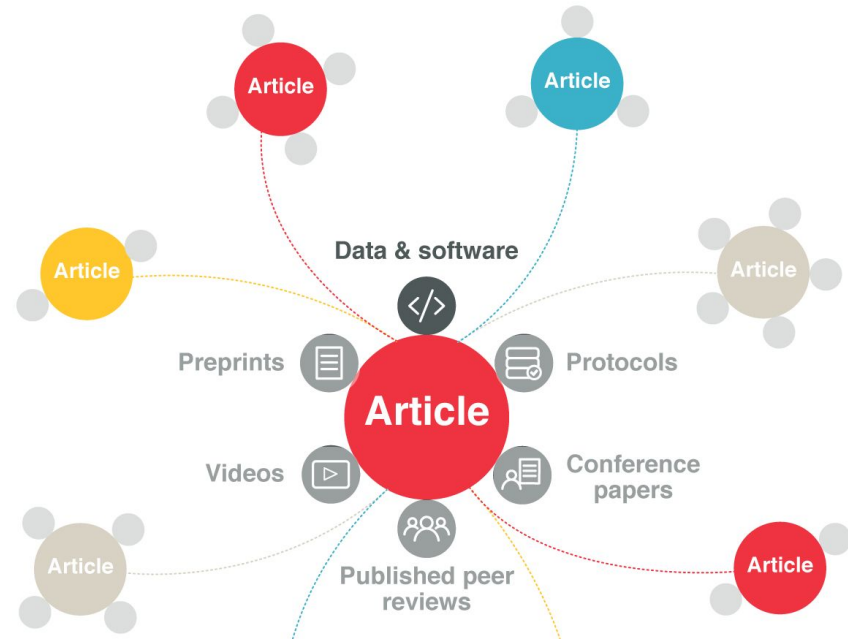 Article
Article
Data & software
Article
Article
Preprints
Protocols
Article
Videos
Conference
papers
Article
Article
Published peer
reviews